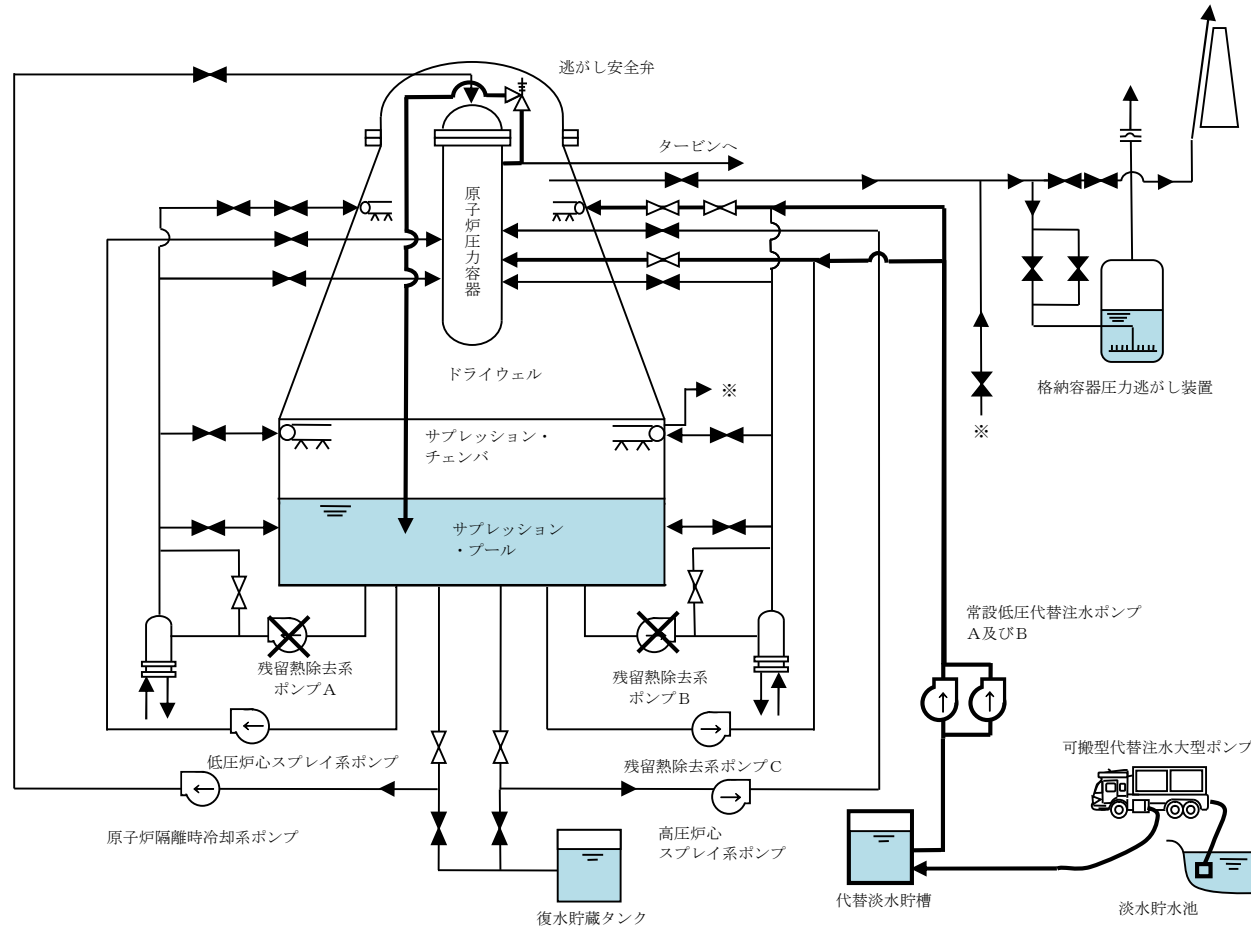 逃がし安全弁
タービンへ
原子炉圧力容器
ドライウェル
※
格納容器圧力逃がし装置
※
サプレッション・
チェンバ
サプレッション
・プール
常設低圧代替注水ポンプ
A及びB
残留熱除去系
ポンプA
残留熱除去系
ポンプB
低圧炉心スプレイ系ポンプ
残留熱除去系ポンプC
可搬型代替注水大型ポンプ
原子炉隔離時冷却系ポンプ
高圧炉心
スプレイ系ポンプ
復水貯蔵タンク
代替淡水貯槽
淡水貯水池